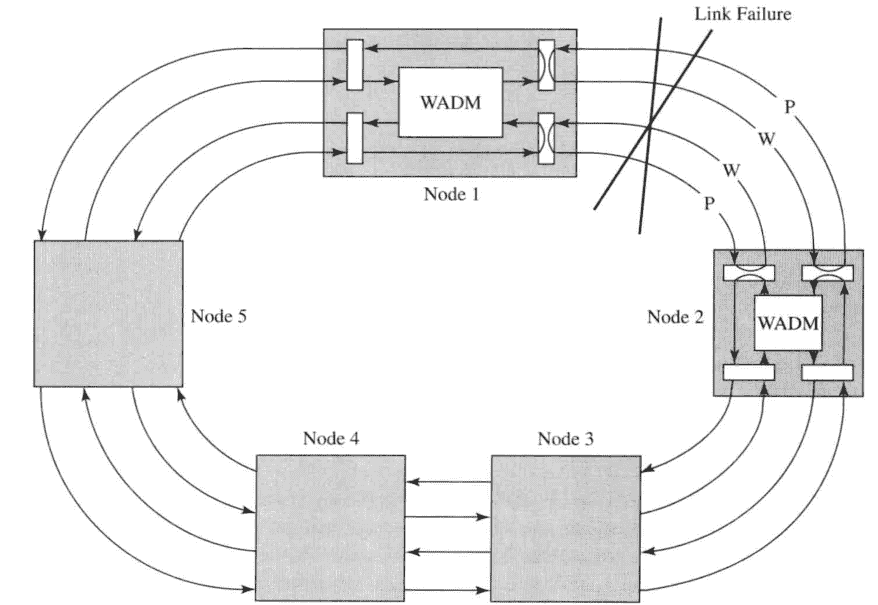 Link Failure
WADM
Node 1
P
W
W
P
Node 5
Node 2
WADM
Node 4
Node 3